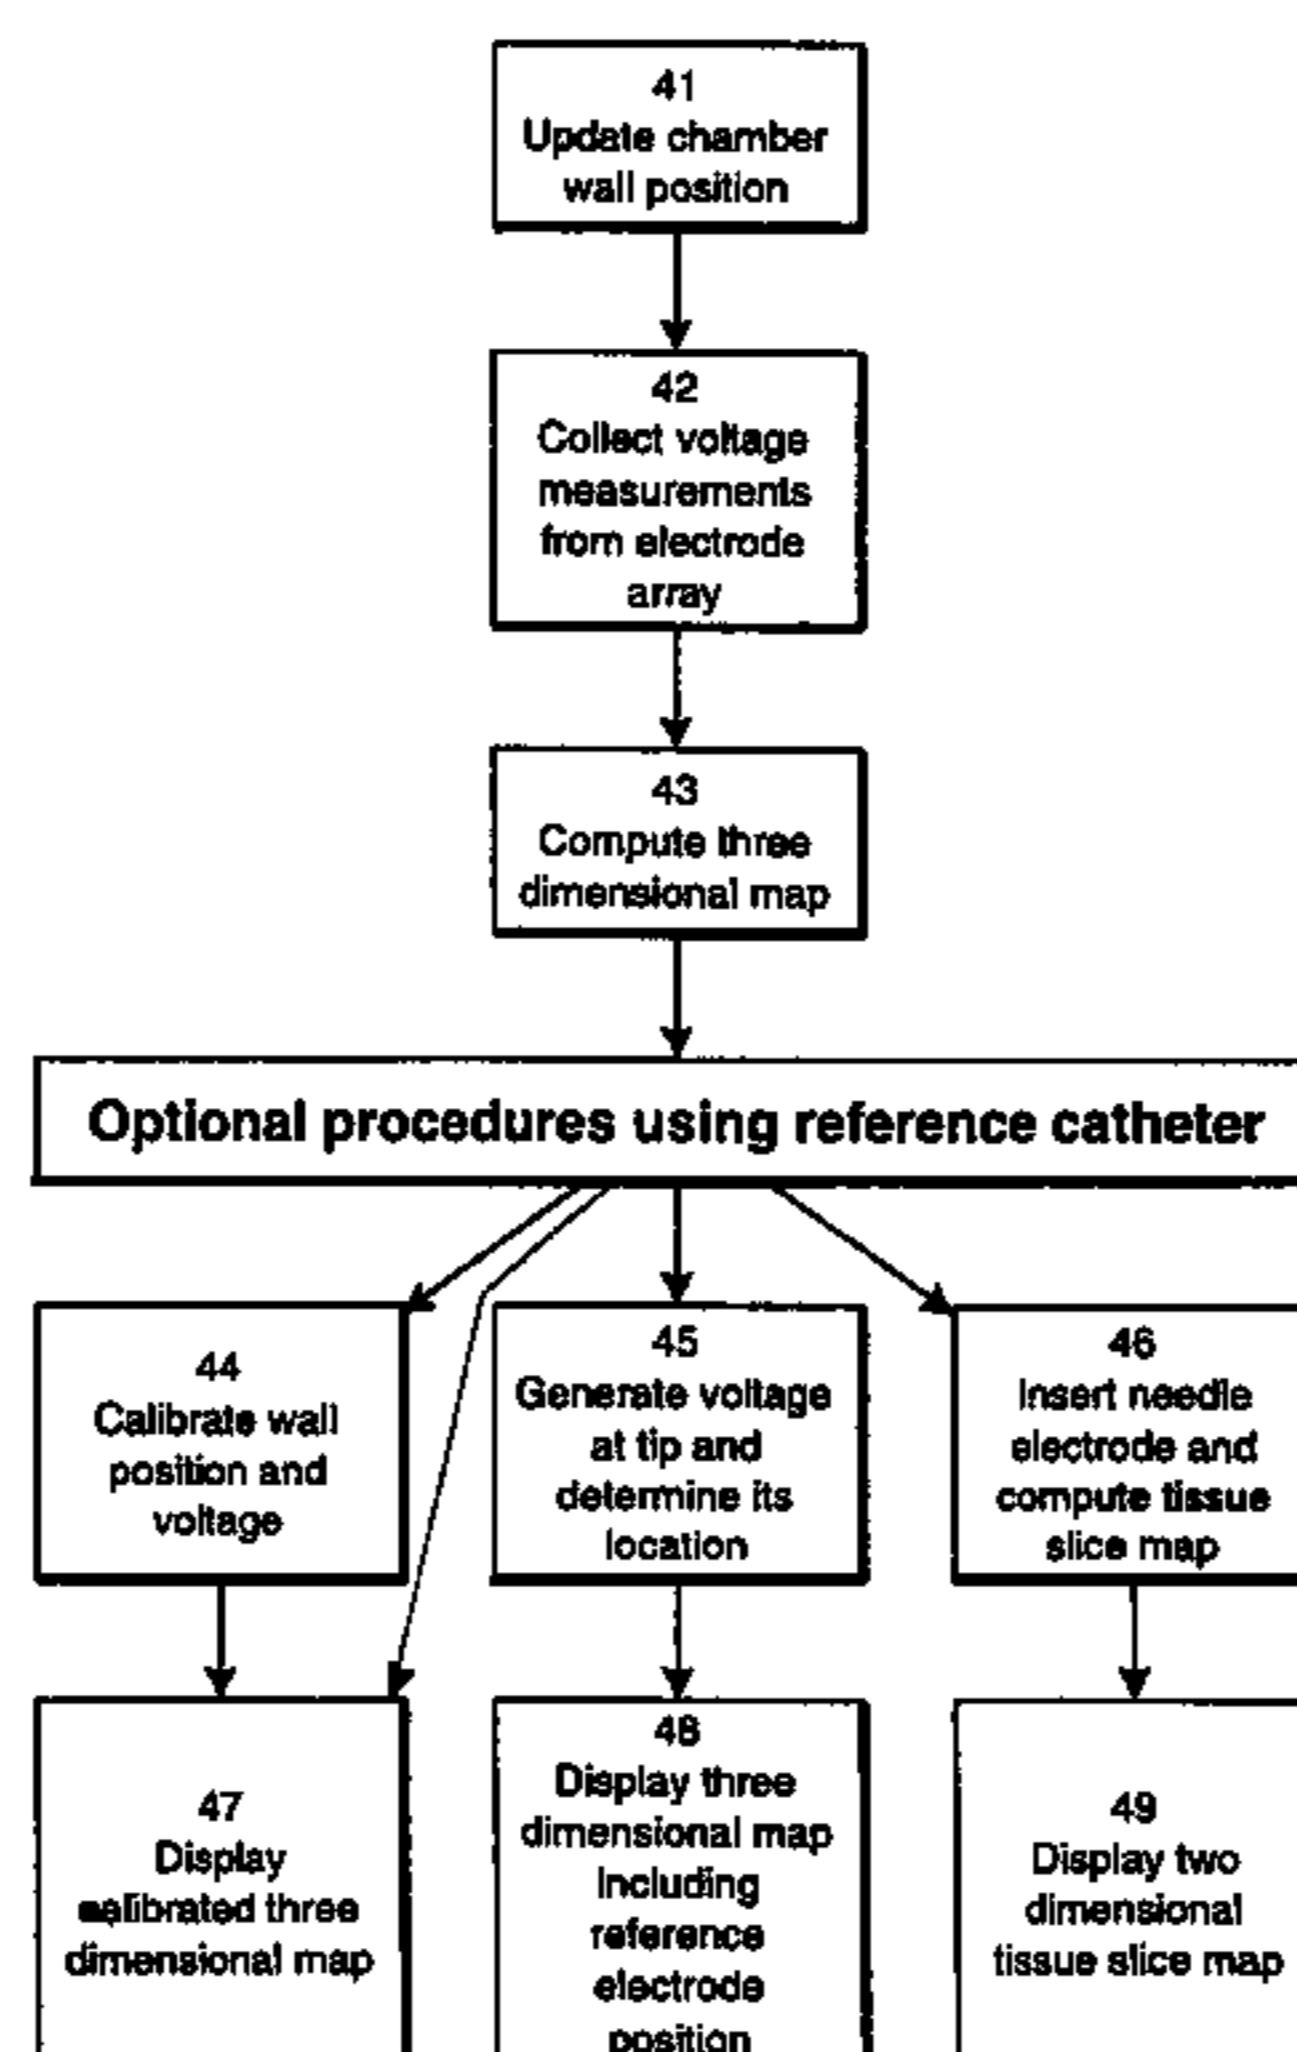 41
Update chamber
wall position
42
Collect voltage
measurements
from electrode
array
43
Compute three
dimensional map
Optional procedures using reference catheter
44
Calibrate wall
position and
voltage
45
Generate voltage
at tip and
determine its
location
46
Insert needle
electrode and
compute tissue
slice map
47
Display
calibrated three
dimensional map
48
Display three
dimensional map
including
reference
electrode
position
49
Display two
dimensional
tissue slice map